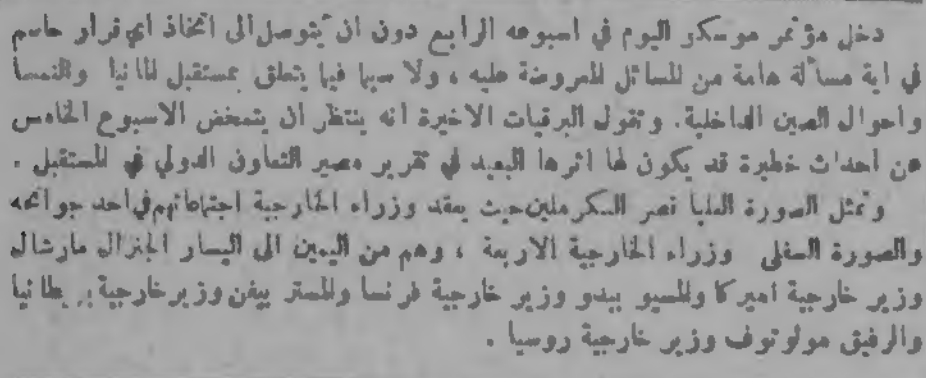 دخل مؤتمر موسكو اليوم في اسبوعه الرابع دون ان يتوصل الى اتخاذ اي قرار حاسم
في اية مسألة هامة من المسائل المعروضة عليه ، ولا سيما فيما يتعلق بمستقبل المانيا والنمسا
واحوال الصين الداخلية. وتقول البرقيات الاخيرة انه ينتظر ان يتمخض الاسبوع الخامس
عن احداث خطيرة قد يكون لها اثرها البعيد في تقرير مصير التعاون الدولي في المستقبل .
وتمثل الصورة العليا قصر الكرملين حيث يعقد وزراء الخارجية اجتماعاتهم في احد جوانحه
والصورة السفلى وزراء الخارجية الاربعة ، وهم من اليمين الى اليسار الجنرال مارشال
وزير خارجية اميركا والمسيو بيدو وزير خارجية فرنسا والمستر بيفن وزير خارجية بريطانيا
والرفيق مولوتوف وزير خارجية روسيا .